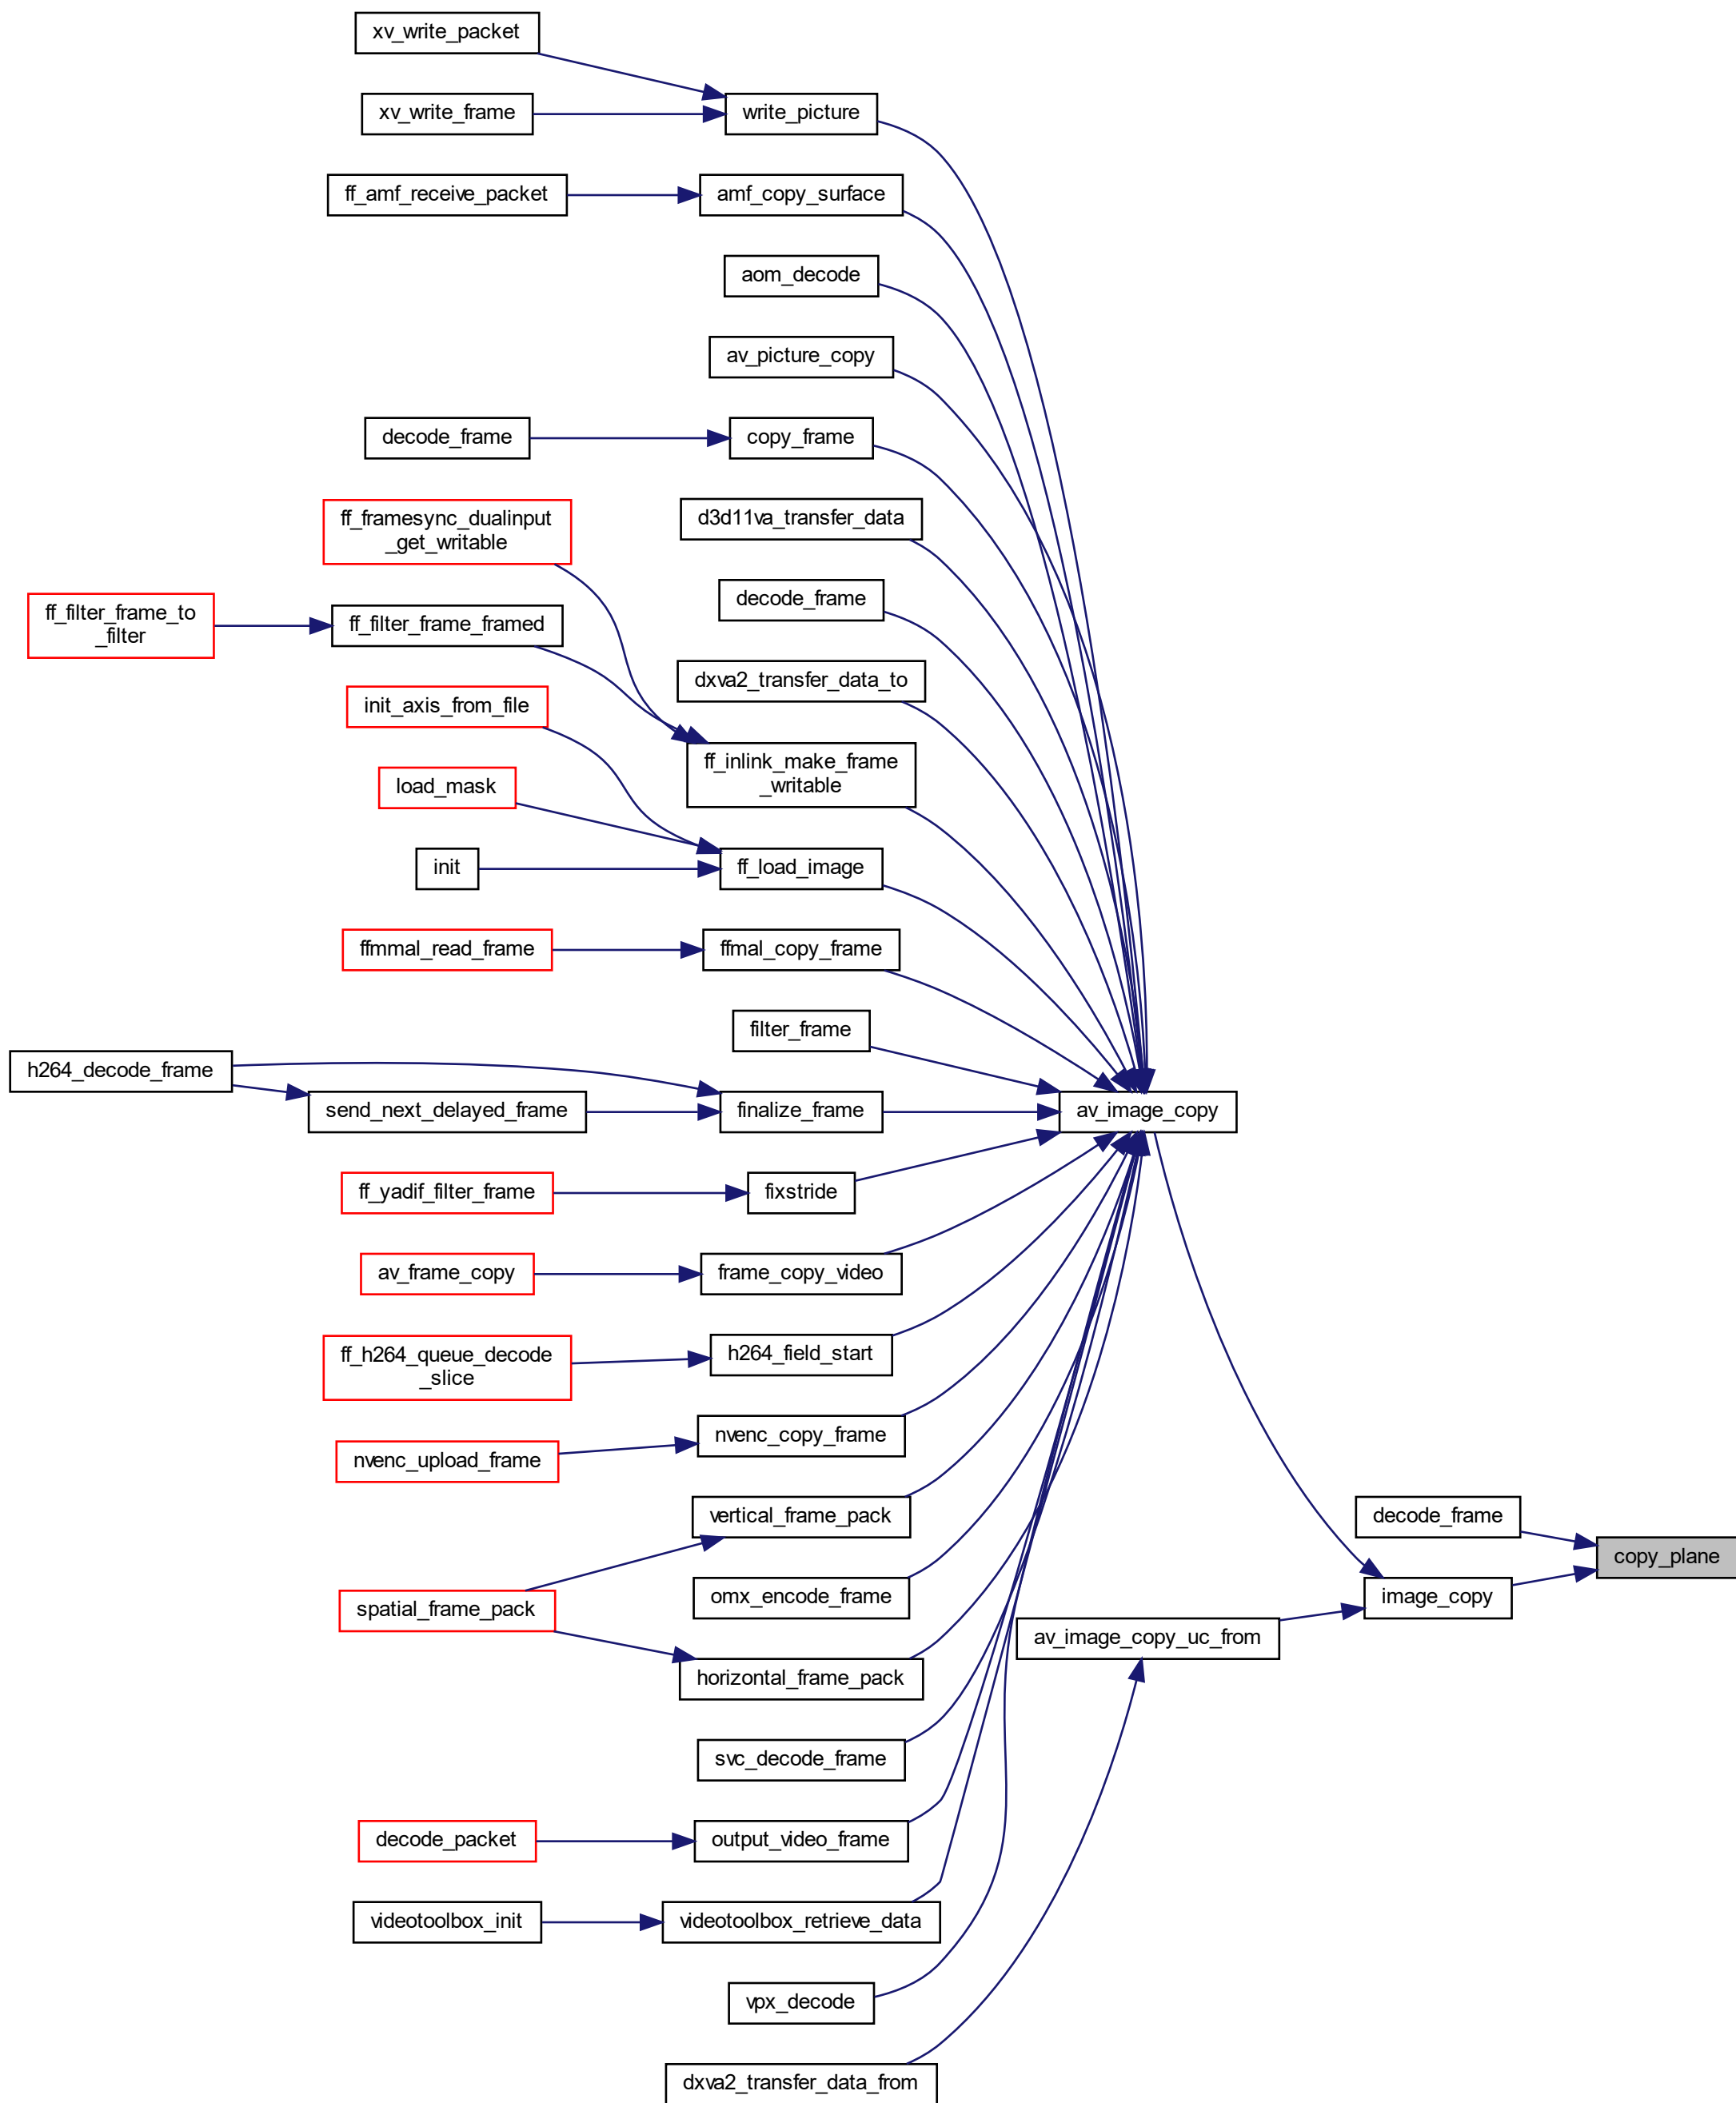 xv_write_packet
xv_write_frame
write_picture
ff_amf_receive_packet
amf_copy_surface
aom_decode
av_picture_copy
decode_frame
copy_frame
ff_framesync_dualinput
_get_writable
d3d11va_transfer_data
decode_frame
ff_filter_frame_to
_filter
ff_filter_frame_framed
dxva2_transfer_data_to
init_axis_from_file
ff_inlink_make_frame
_writable
load_mask
init
ff_load_image
ffmmal_read_frame
ffmal_copy_frame
filter_frame
h264_decode_frame
send_next_delayed_frame
finalize_frame
av_image_copy
ff_yadif_filter_frame
fixstride
av_frame_copy
frame_copy_video
ff_h264_queue_decode
_slice
h264_field_start
nvenc_upload_frame
nvenc_copy_frame
vertical_frame_pack
decode_frame
copy_plane
spatial_frame_pack
omx_encode_frame
image_copy
av_image_copy_uc_from
horizontal_frame_pack
svc_decode_frame
decode_packet
output_video_frame
videotoolbox_init
videotoolbox_retrieve_data
vpx_decode
dxva2_transfer_data_from